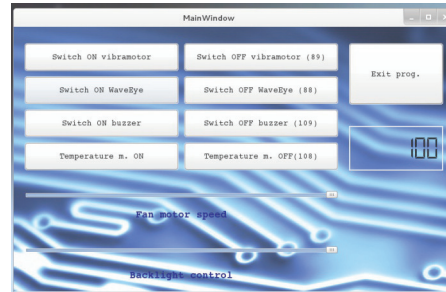 MainWindow
Switch ON vibramotor
Switch OFF vibramotor (89)
Exit prog.
Switch ON WaveEye
Switch OFF WaveEye (88)
Switch ON buzzer
Switch OFF buzzer (109)
100
Temperature m. ON
Temperature m. OFF(108)
Fan motor speed
Backlight control